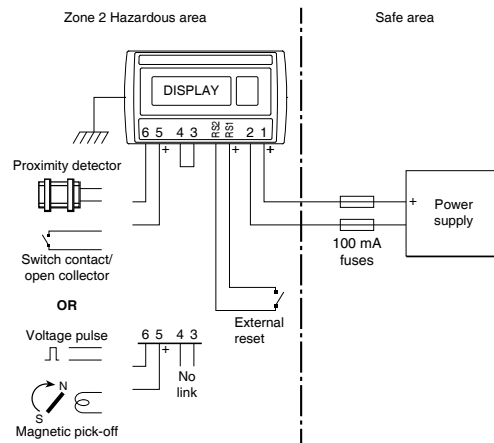 Zone 2 Hazardous area
Safe area
DISPLAY
6 5 4 3 RS2 RS1 2 1
+ + +
Proximity detector
Switch contact/
open collector
+
Power
supply
100 mA
fuses
External
reset
OR
Voltage pulse
6 5 4 3
+
No
link
N
S
Magnetic pick-off